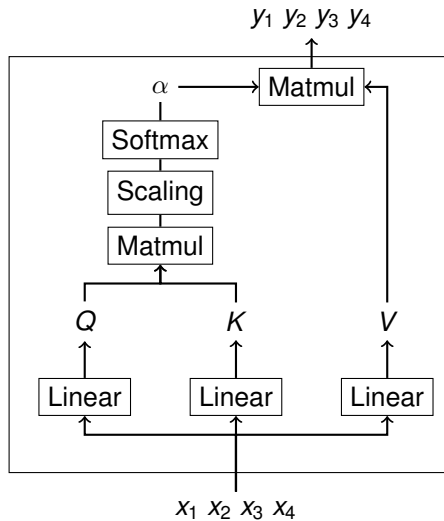 y₁ y₂ y₃ y₄
α Matmul
Softmax
Scaling
Matmul
Q K V
Linear Linear Linear
x₁ x₂ x₃ x₄